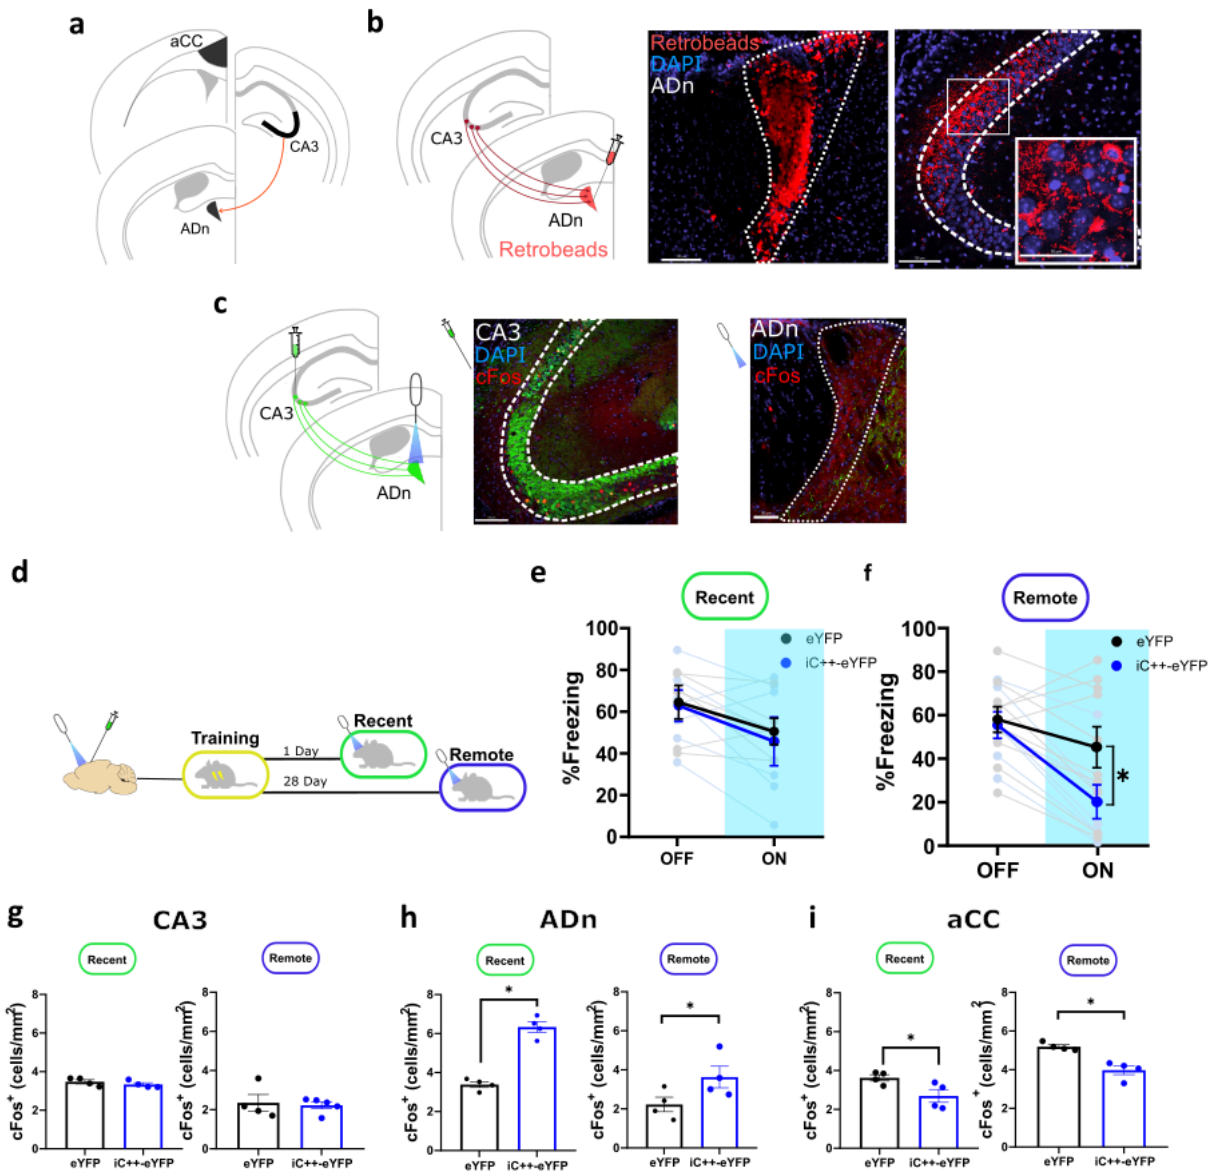 a
aCC
CA3
ADn
b
CA3
ADn
Retrobeads
Retrobeads
DAPI
ADn
c
CA3
ADn
CA3
DAPI
cFos
ADn
DAPI
cFos
d
Training
1 Day
28 Day
Recent
Remote
e
Recent
%Freezing
100
80
60
40
20
0
OFF
ON
eYFP
iC++-eYFP
f
Remote
%Freezing
100
80
60
40
20
0
OFF
ON
eYFP
iC++-eYFP
*
g
CA3
Recent
cFos+ (cells/mm2)
8
6
4
2
0
eYFP
iC++-eYFP
Remote
cFos+ (cells/mm2)
8
6
4
2
0
eYFP
iC++-eYFP
h
ADn
Recent
cFos+ (cells/mm2)
8
6
4
2
0
*
eYFP
iC++-eYFP
Remote
cFos+ (cells/mm2)
8
6
4
2
0
*
eYFP
iC++-eYFP
i
aCC
Recent
cFos+ (cells/mm2)
8
6
4
2
0
*
eYFP
iC++-eYFP
Remote
cFos+ (cells/mm2)
8
6
4
2
0
*
eYFP
iC++-eYFP